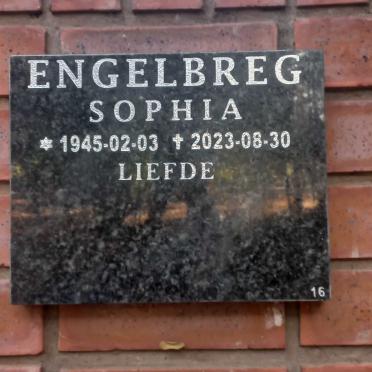 ENGELBREG
SOPHIA
✡ 1945-02-03 ✝ 2023-08-30
LIEFDE
16